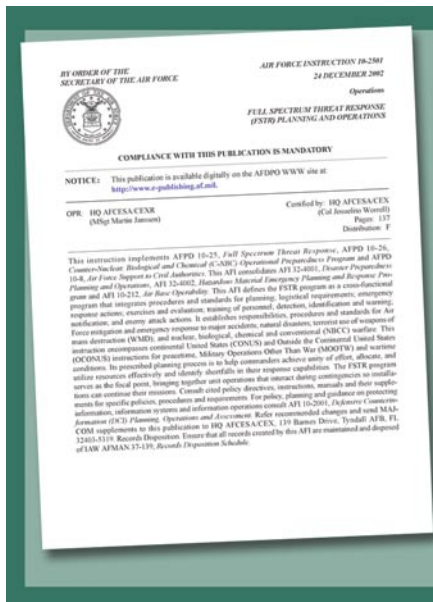 BY ORDER OF THE
SECRETARY OF THE AIR FORCE
AIR FORCE INSTRUCTION 10-2501
24 DECEMBER 2002
Operations
FULL SPECTRUM THREAT RESPONSE
(FSTR) PLANNING AND OPERATIONS
COMPLIANCE WITH THIS PUBLICATION IS MANDATORY
NOTICE: This publication is available digitally on the AFDPO WWW site at:
http://www.e-publishing.af.mil.
OPR: HQ AFCESA/CEXR
(MSgt Martin Janssen)
Certified by: HQ AFCESA/CEX
(Col Josselino Worrell)
Pages: 137
Distribution: F
This instruction implements AFPD 10-25, Full Spectrum Threat Response, AFPD 10-26,
Counter-Nuclear, Biological and Chemical (C-NBC) Operational Preparedness Program and AFPD
10-8, Air Force Support to Civil Authorities. This AFI consolidates AFI 32-4001, Disaster Preparedness
Planning and Operations, AFI 32-4002, Hazardous Material Emergency Planning and Response Pro-
gram and AFI 10-212, Air Base Operability. This AFI defines the FSTR program as a cross-functional
program that integrates procedures and standards for planning; logistical requirements; emergency
response actions; exercises and evaluation; training of personnel; detection, identification and warning;
notification; and enemy attack actions. It establishes responsibilities, procedures and standards for Air
Force mitigation and emergency response to major accidents, natural disasters, terrorist use of weapons of
mass destruction (WMD), and nuclear, biological, chemical and conventional (NBCC) warfare. This
instruction encompasses continental United States (CONUS) and Outside the Continental United States
(OCONUS) instructions for peacetime, Military Operations Other Than War (MOOTW) and wartime
conditions. Its prescribed planning process is to help commanders achieve unity of effort, allocate, and
utilize resources effectively and identify shortfalls in their response capabilities. The FSTR program
serves as the focal point, bringing together unit operations that interact during contingencies so installa-
tions can continue their missions. Consult cited policy directives, instructions, manuals and their supple-
ments for specific policies, procedures and requirements. For policy, planning and guidance on protecting
information, information systems and information operations consult AFI 10-2001, Defensive Counterin-
formation (DCI) Planning, Operations and Assessment. Refer recommended changes and send MAJ-
COM supplements to this publication to HQ AFCESA/CEX, 139 Barnes Drive, Tyndall AFB, FL
32403-5319. Records Disposition. Ensure that all records created by this AFI are maintained and disposed
of IAW AFMAN 37-139, Records Disposition Schedule.